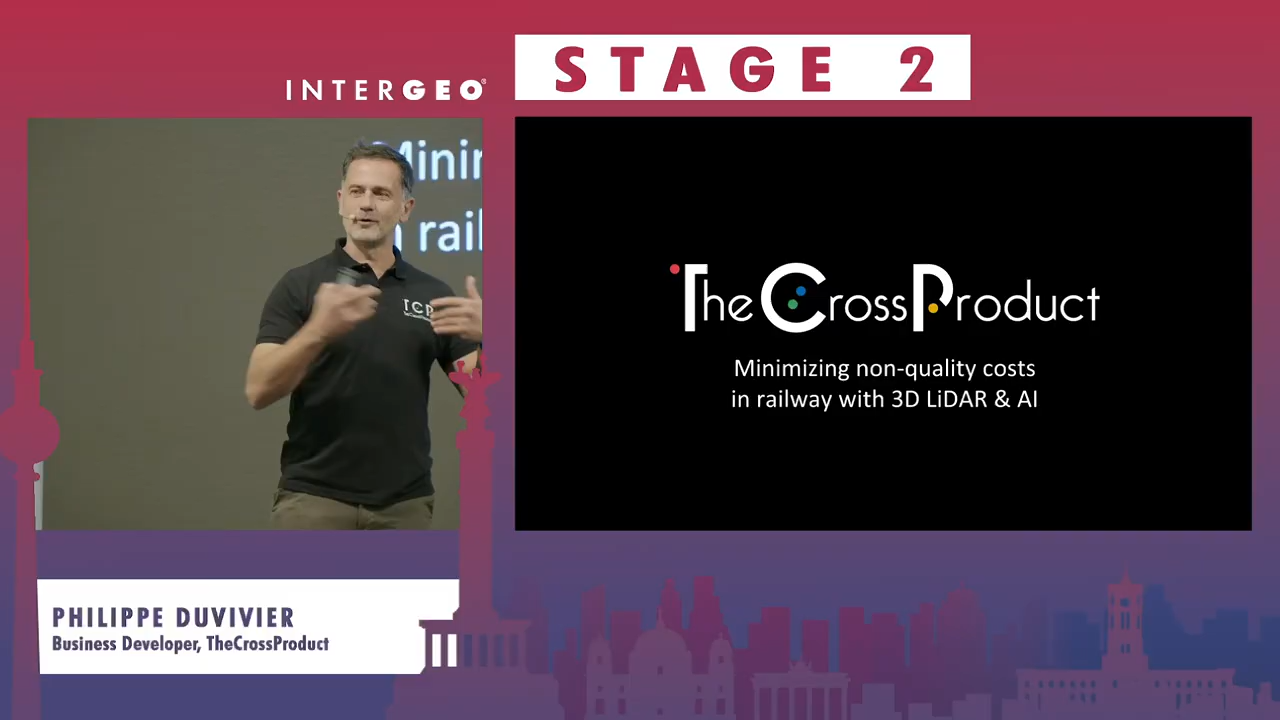 INTERGEO®
STAGE 2
TheCrossProduct
Minimizing non-quality costs
in railway with 3D LiDAR & AI
TCP
PHILIPPE DUVIVIER
Business Developer, TheCrossProduct